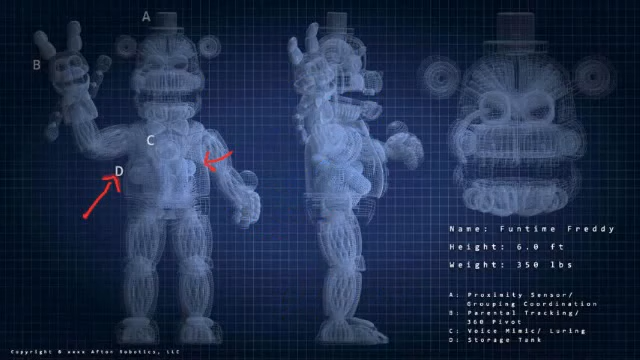 A
B
C
D
Name: Funtime Freddy
Height: 6.0 ft
Weight: 350 lbs
A: Proximity Sensor/
Grouping Coordination
B: Parental Tracking/
360 Pivot
C: Voice Mimic/ Luring
D: Storage Tank
Afton Robotics, LLC